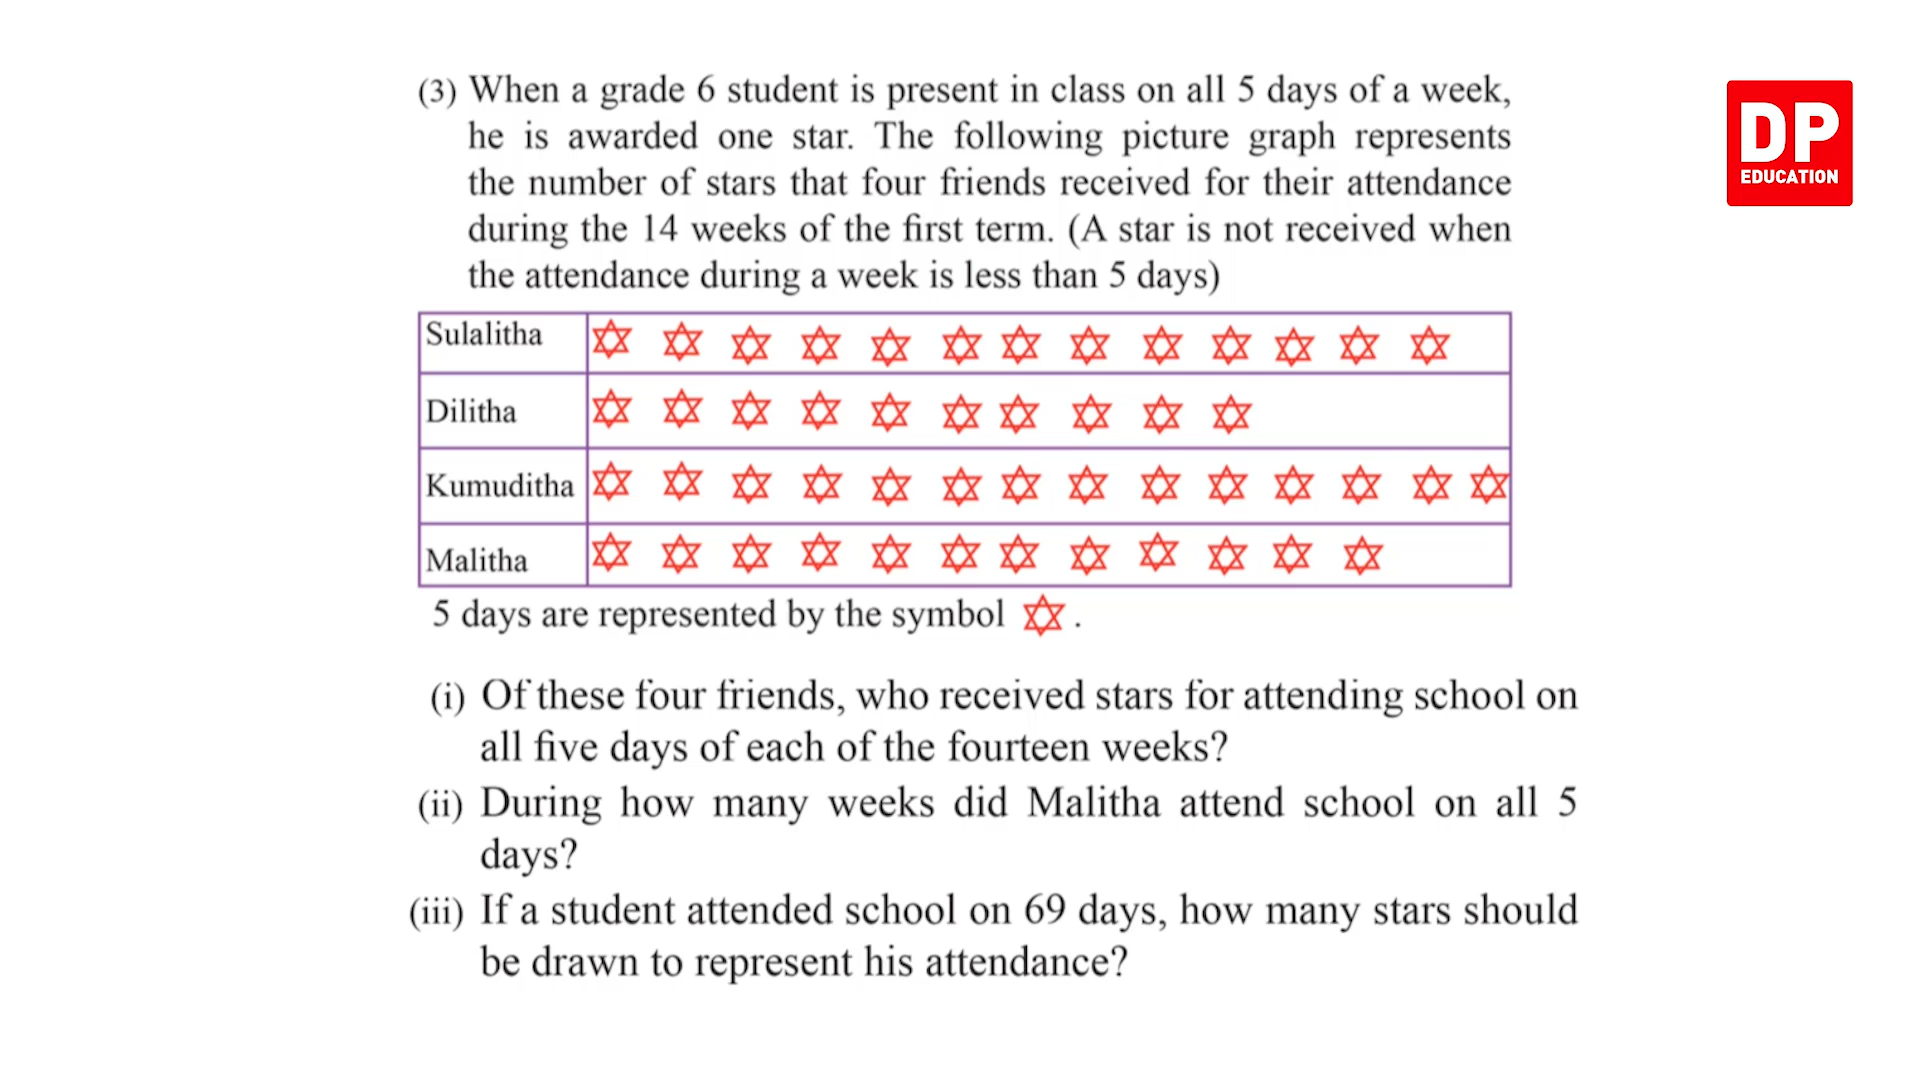 (3) When a grade 6 student is present in class on all 5 days of a week,
he is awarded one star. The following picture graph represents
the number of stars that four friends received for their attendance
during the 14 weeks of the first term. (A star is not received when
the attendance during a week is less than 5 days)
Sulalitha
Dilitha
Kumuditha
Malitha
5 days are represented by the symbol .
(i) Of these four friends, who received stars for attending school on
all five days of each of the fourteen weeks?
(ii) During how many weeks did Malitha attend school on all 5
days?
(iii) If a student attended school on 69 days, how many stars should
be drawn to represent his attendance?
DP
EDUCATION